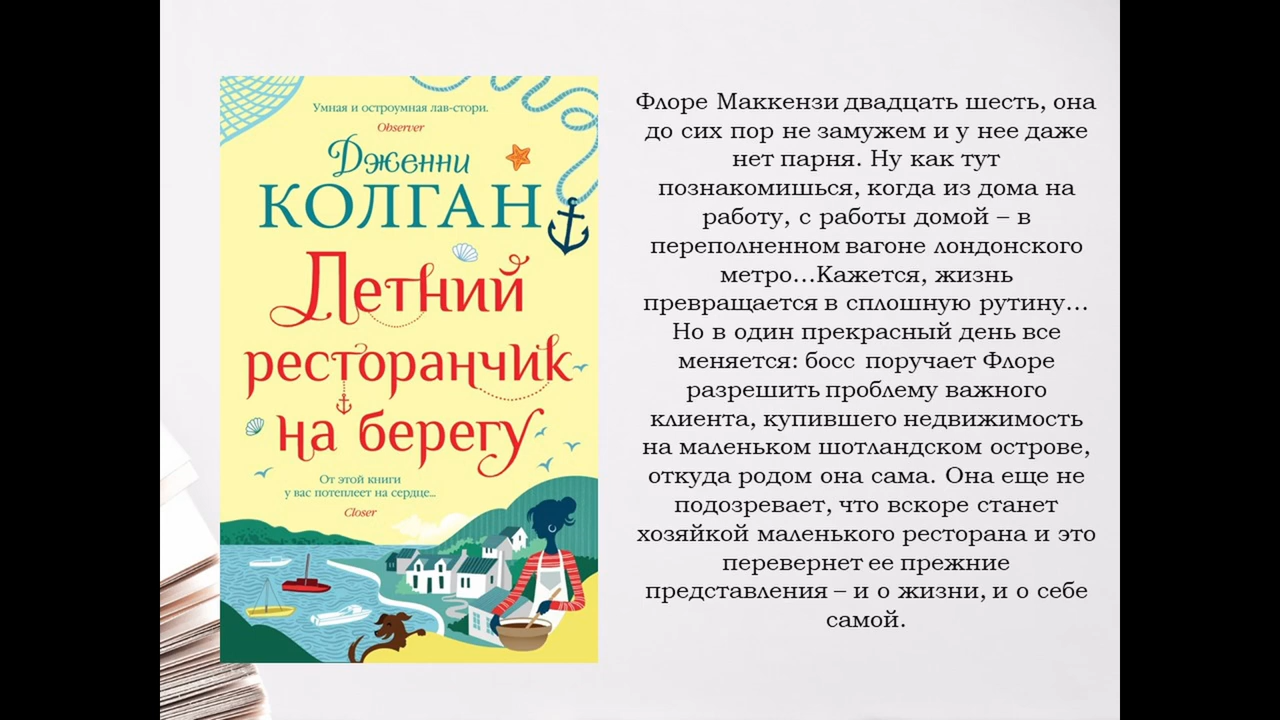 Умная и остроумная лав-стори.
Observer
Дженни
КОЛГАН
Летний
ресторанчик
на берегу
От этой книги
у вас потеплеет на сердце...
Closer
Флоре Маккензи двадцать шесть, она
до сих пор не замужем и у нее даже
нет парня. Ну как тут
познакомишься, когда из дома на
работу, с работы домой – в
переполненном вагоне лондонского
метро…Кажется, жизнь
превращается в сплошную рутину…
Но в один прекрасный день все
меняется: босс поручает Флоре
разрешить проблему важного
клиента, купившего недвижимость
на маленьком шотландском острове,
откуда родом она сама. Она еще не
подозревает, что вскоре станет
хозяйкой маленького ресторана и это
перевернет ее прежние
представления – и о жизни, и о себе
самой.